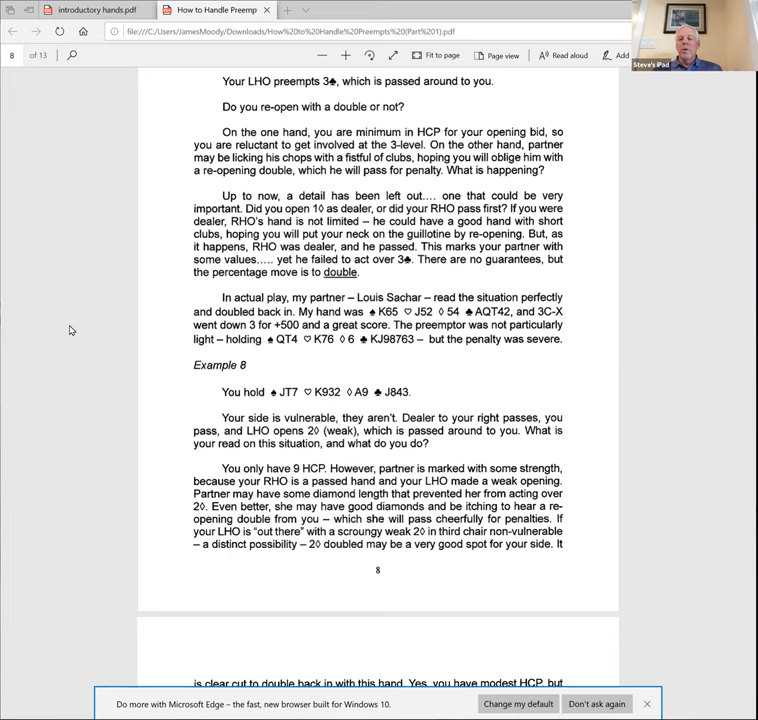 introductory hands.pdf
How to Handle Preempt
file:///C:/Users/JamesMoody/Downloads/How%20to%20Handle%20Preempts%20(Part%201).pdf
8 of 13
Fit to page
Page view
Read aloud
Add
Steve's iPad
Your LHO preempts 3♣, which is passed around to you.
Do you re-open with a double or not?
On the one hand, you are minimum in HCP for your opening bid, so
you are reluctant to get involved at the 3-level. On the other hand, partner
may be licking his chops with a fistful of clubs, hoping you will oblige him with
a re-opening double, which he will pass for penalty. What is happening?
Up to now, a detail has been left out.... one that could be very
important. Did you open 1◊ as dealer, or did your RHO pass first? If you were
dealer, RHO's hand is not limited – he could have a good hand with short
clubs, hoping you will put your neck on the guillotine by re-opening. But, as
it happens, RHO was dealer, and he passed. This marks your partner with
some values..... yet he failed to act over 3♣. There are no guarantees, but
the percentage move is to double.
In actual play, my partner – Louis Sachar – read the situation perfectly
and doubled back in. My hand was ♠ K65 ♡ J52 ◊ 54 ♣ AQT42, and 3C-X
went down 3 for +500 and a great score. The preemptor was not particularly
light – holding ♠ QT4 ♡ K76 ◊ 6 ♣ KJ98763 – but the penalty was severe.
Example 8
You hold ♠ JT7 ♡ K932 ◊ A9 ♣ J843.
Your side is vulnerable, they aren't. Dealer to your right passes, you
pass, and LHO opens 2◊ (weak), which is passed around to you. What is
your read on this situation, and what do you do?
You only have 9 HCP. However, partner is marked with some strength,
because your RHO is a passed hand and your LHO made a weak opening.
Partner may have some diamond length that prevented her from acting over
2◊. Even better, she may have good diamonds and be itching to hear a re-
opening double from you – which she will pass cheerfully for penalties. If
your LHO is "out there" with a scroungy weak 2◊ in third chair non-vulnerable
– a distinct possibility – 2◊ doubled may be a very good spot for your side. It
8
is clear cut to double back in with this hand. Yes, you have modest HCP, but
Do more with Microsoft Edge – the fast, new browser built for Windows 10.
Change my default
Don't ask again